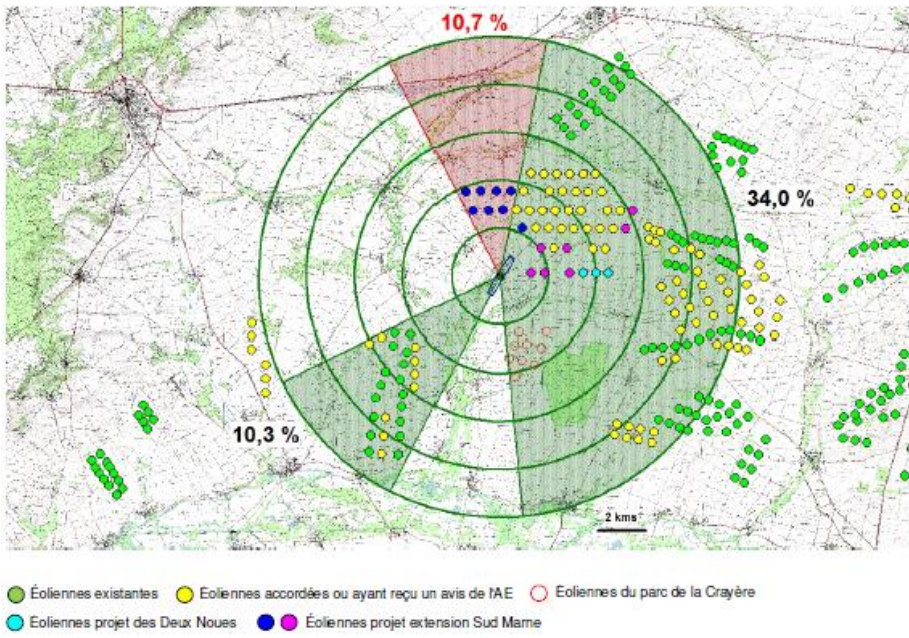 10,7 %
34,0 %
10,3 %
2 kms
Éoliennes existantes
Éoliennes accordées ou ayant reçu un avis de l'AE
Éoliennes du parc de la Crayère
Éoliennes projet des Deux Noues
Éoliennes projet extension Sud Marne